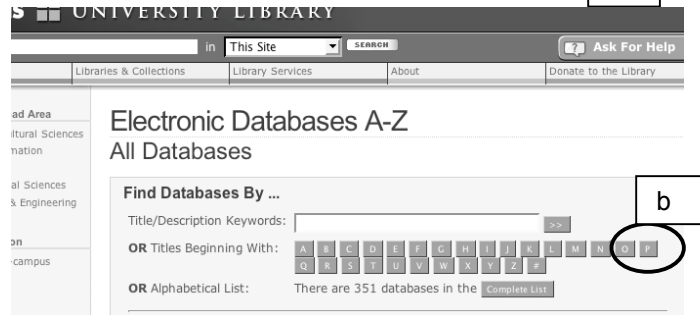 S UNIVERSITY LIBRARY
in This Site SEARCH Ask For Help
Libraries & Collections Library Services About Donate to the Library
ad Area
ltural Sciences
mation
al Sciences
& Engineering
on
-campus
Electronic Databases A-Z
All Databases
Find Databases By ...
b
Title/Description Keywords: >>
OR Titles Beginning With: A B C D E F G H I J K L M N O P
Q R S T U V W X Y Z #
OR Alphabetical List: There are 351 databases in the Complete List